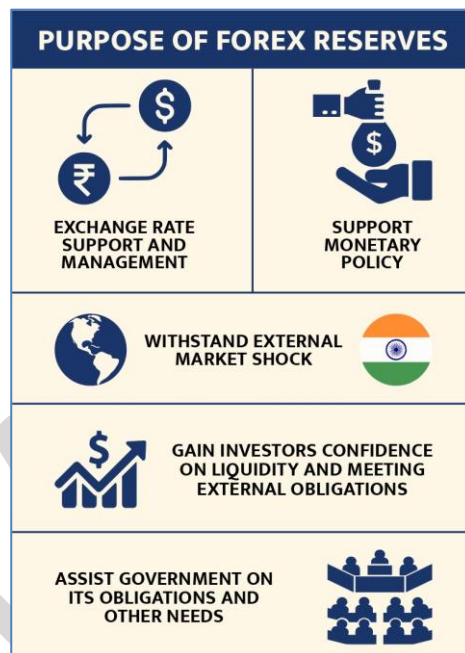 PURPOSE OF FOREX RESERVES
$
₹
EXCHANGE RATE
SUPPORT AND
MANAGEMENT
$
SUPPORT
MONETARY
POLICY
WITHSTAND EXTERNAL
MARKET SHOCK
$
GAIN INVESTORS CONFIDENCE
ON LIQUIDITY AND MEETING
EXTERNAL OBLIGATIONS
ASSIST GOVERNMENT ON
ITS OBLIGATIONS AND
OTHER NEEDS